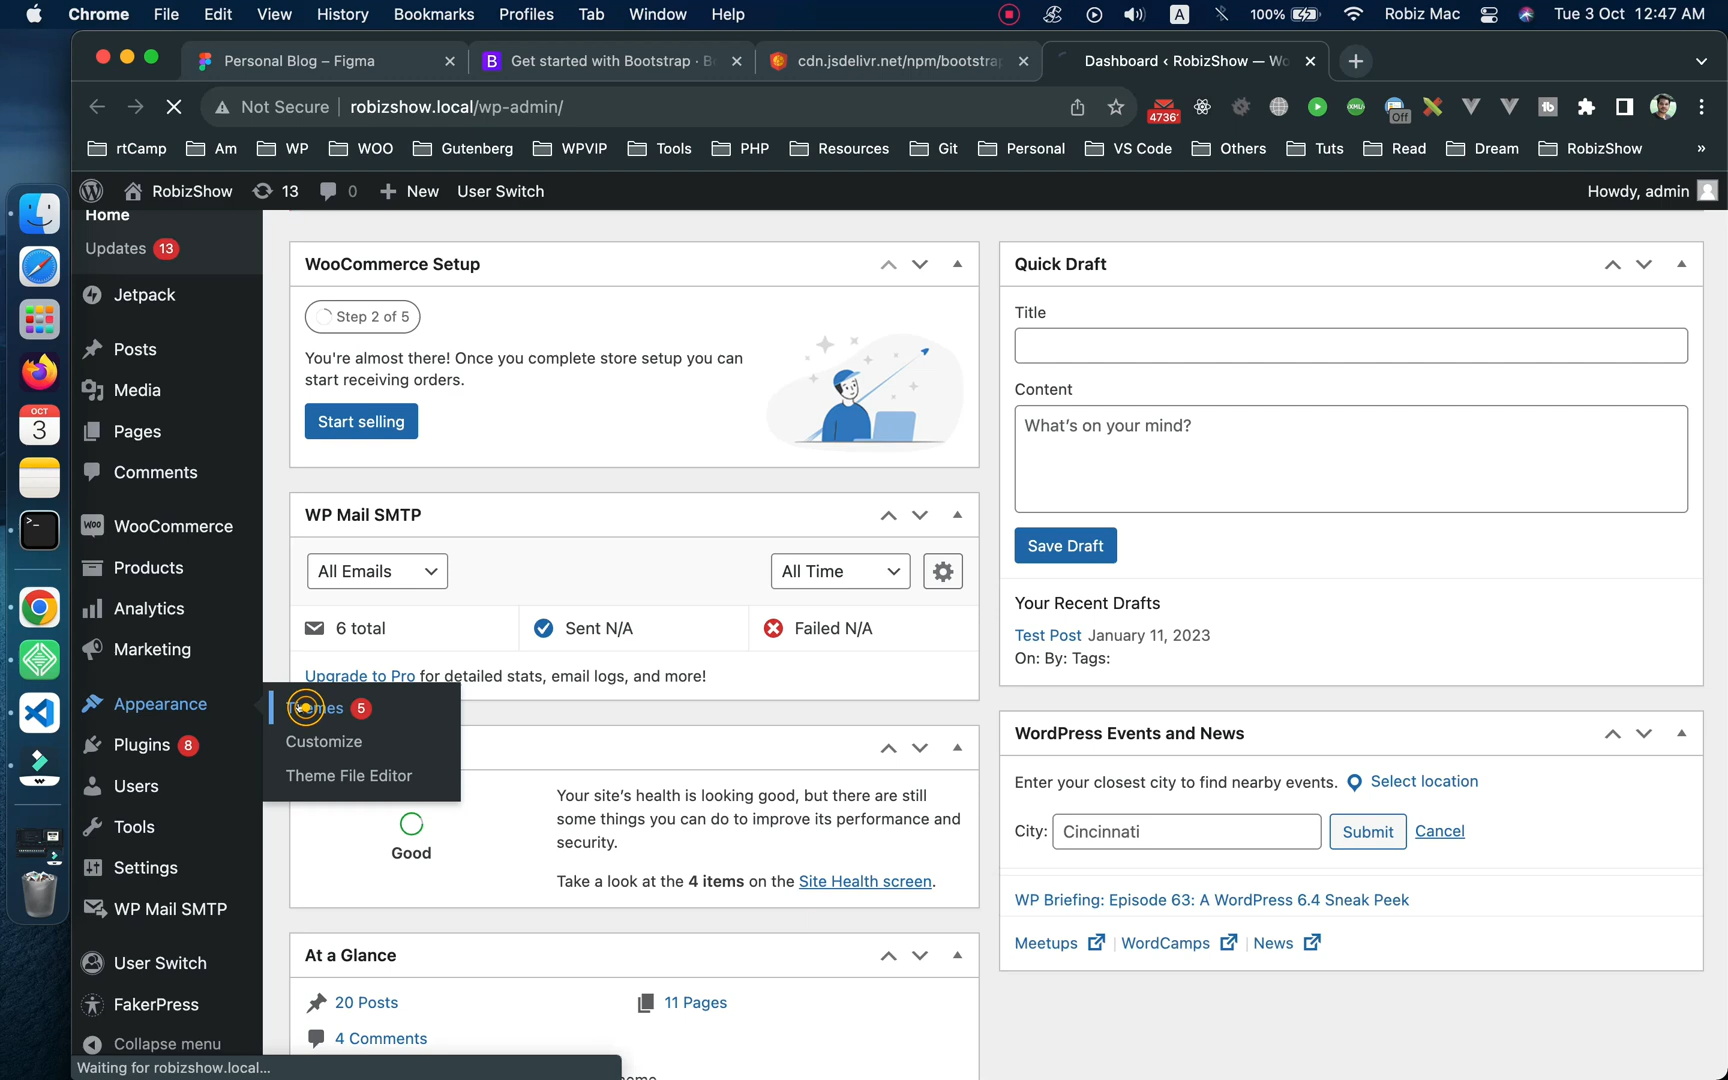 Chrome File Edit View History Bookmarks Profiles Tab Window Help A 100% Robiz Mac Tue 3 Oct 12:47 AM
Personal Blog – Figma Get started with Bootstrap · B cdn.jsdelivr.net/npm/bootstra Dashboard ‹ RobizShow — Wo
Not Secure robizshow.local/wp-admin/ 4736 XML Off fb
rtCamp Am WP WOO Gutenberg WPVIP Tools PHP Resources Git Personal VS Code Others Tuts Read Dream RobizShow »
RobizShow 13 0 New User Switch Howdy, admin
Home
Updates 13
Jetpack
Posts
Media
Pages
Comments
WooCommerce
Products
Analytics
Marketing
Appearance
Plugins 8
Users
Tools
Settings
WP Mail SMTP
User Switch
FakerPress
Collapse menu
Waiting for robizshow.local...
OCT
3
Themes 5
Customize
Theme File Editor
WooCommerce Setup
Step 2 of 5
You're almost there! Once you complete store setup you can
start receiving orders.
Start selling
WP Mail SMTP
All Emails All Time
6 total Sent N/A Failed N/A
Upgrade to Pro for detailed stats, email logs, and more!
Good
Your site's health is looking good, but there are still
some things you can do to improve its performance and
security.
Take a look at the 4 items on the Site Health screen.
At a Glance
20 Posts 11 Pages
4 Comments
Quick Draft
Title
Content
What's on your mind?
Save Draft
Your Recent Drafts
Test Post January 11, 2023
On: By: Tags:
WordPress Events and News
Enter your closest city to find nearby events. Select location
City: Cincinnati Submit Cancel
WP Briefing: Episode 63: A WordPress 6.4 Sneak Peek
Meetups | WordCamps | News